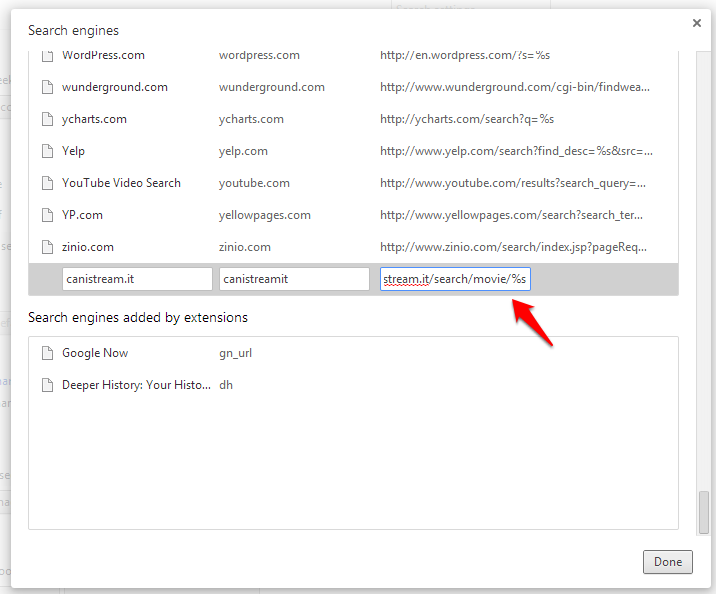 Search engines
WordPress.com wordpress.com http://en.wordpress.com/?s=%s
wunderground.com wunderground.com http://www.wunderground.com/cgi-bin/findwea...
ycharts.com ycharts.com http://ycharts.com/search?q=%s
Yelp yelp.com http://www.yelp.com/search?find_desc=%s&src=...
YouTube Video Search youtube.com http://www.youtube.com/results?search_query=...
YP.com yellowpages.com http://www.yellowpages.com/search?search_ter...
zinio.com zinio.com http://www.zinio.com/search/index.jsp?pageReq...
canistream.it canistreamit stream.it/search/movie/%s
Search engines added by extensions
Google Now gn_url
Deeper History: Your Histo... dh
Done